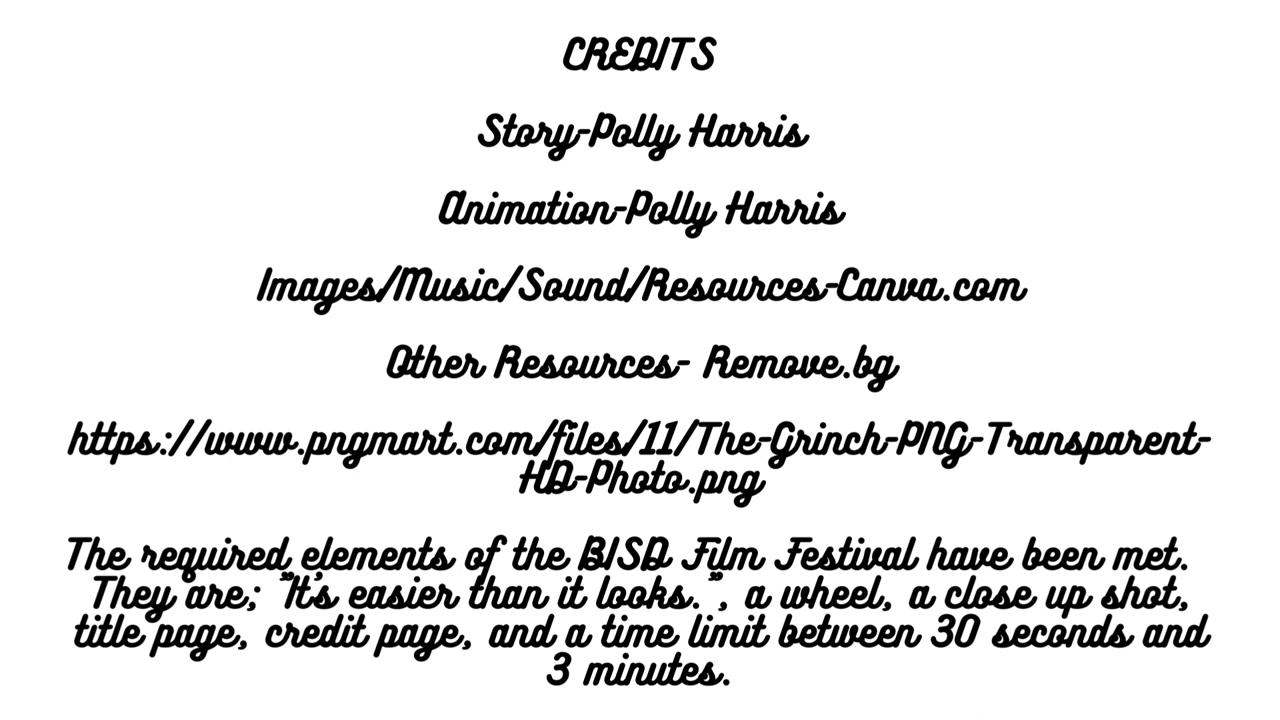 CREDITS
Story-Polly Harris
Animation-Polly Harris
Images/Music/Sound/Resources-Canva.com
Other Resources- Remove.bg
https://www.pngmart.com/files/11/The-Grinch-PNG-Transparent-
HD-Photo.png
The required elements of the BISD Film Festival have been met.
They are; "It's easier than it looks.", a wheel, a close up shot,
title page, credit page, and a time limit between 30 seconds and
3 minutes.